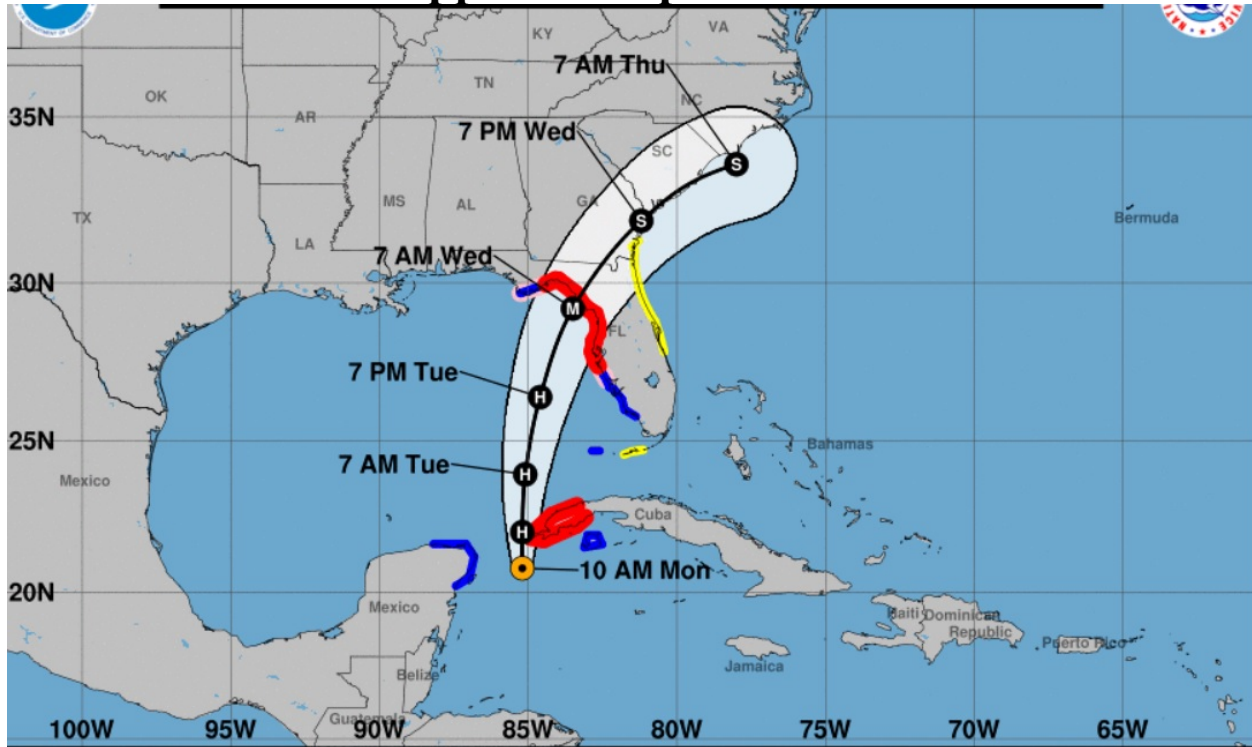 KY
VA
7 AM Thu
TN
OK
NC
35N
AR
7 PM Wed
SC
MS
AL
GA
TX
Bermuda
LA
7 AM Wed
30N
M
FL
7 PM Tue
H
25N
Bahamas
7 AM Tue
H
Mexico
Cuba
H
10 AM Mon
20N
Mexico
Haiti
Dominican
Republic
Puerto Rico
Jamaica
Belize
Guatemala
100W 95W 90W 85W 80W 75W 70W 65W
S
S